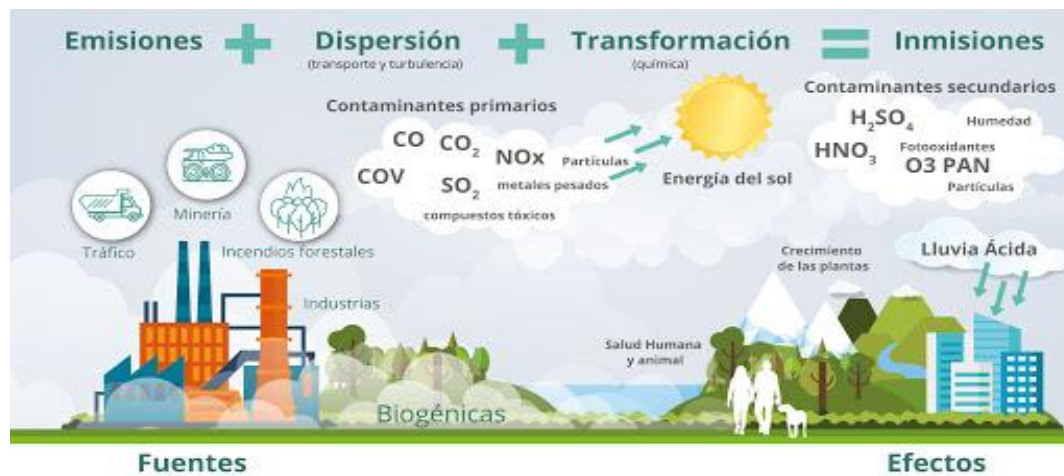 Emisiones + Dispersión + Transformación = Inmisiones
(transporte y turbulencia)
(química)
Contaminantes primarios
CO CO₂ NOx Partículas
COV SO₂ metales pesados
compuestos tóxicos
Energía del sol
Contaminantes secundarios
H₂SO₄ Humedad
HNO₃ Fotooxidantes
O3 PAN
Partículas
Tráfico
Minería
Incendios forestales
Industrias
Biogénicas
Crecimiento
de las plantas
Lluvia Ácida
Salud Humana
y animal
Fuentes
Efectos